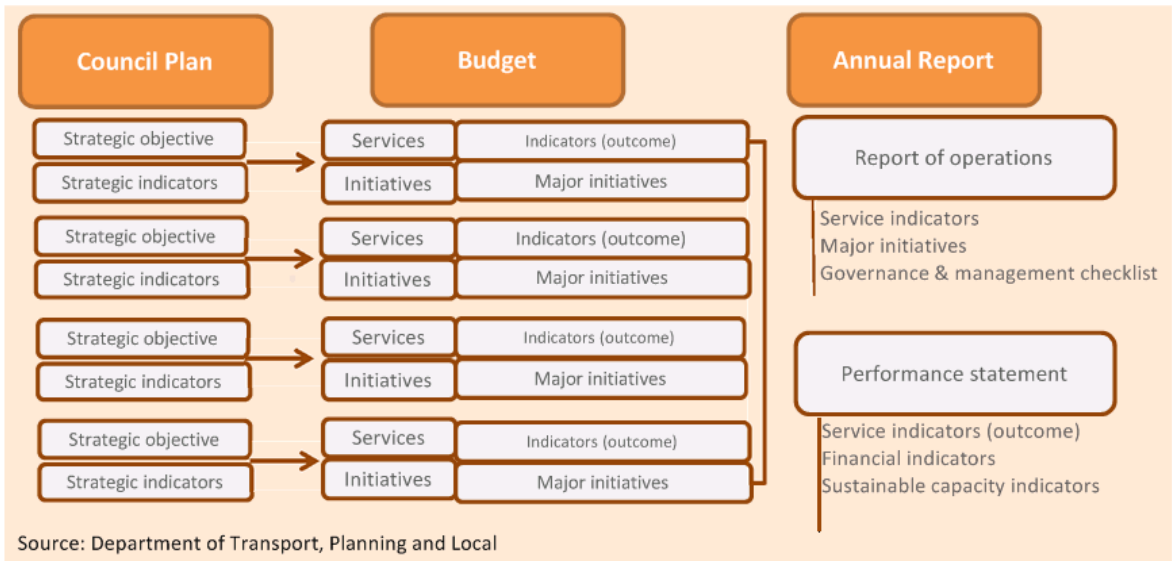 Council Plan
Budget
Annual Report
Strategic objective
Strategic indicators
Services
Indicators (outcome)
Initiatives
Major initiatives
Strategic objective
Strategic indicators
Services
Indicators (outcome)
Initiatives
Major initiatives
Strategic objective
Strategic indicators
Services
Indicators (outcome)
Initiatives
Major initiatives
Strategic objective
Strategic indicators
Services
Indicators (outcome)
Initiatives
Major initiatives
Report of operations
Service indicators
Major initiatives
Governance & management checklist
Performance statement
Service indicators (outcome)
Financial indicators
Sustainable capacity indicators
Source: Department of Transport, Planning and Local